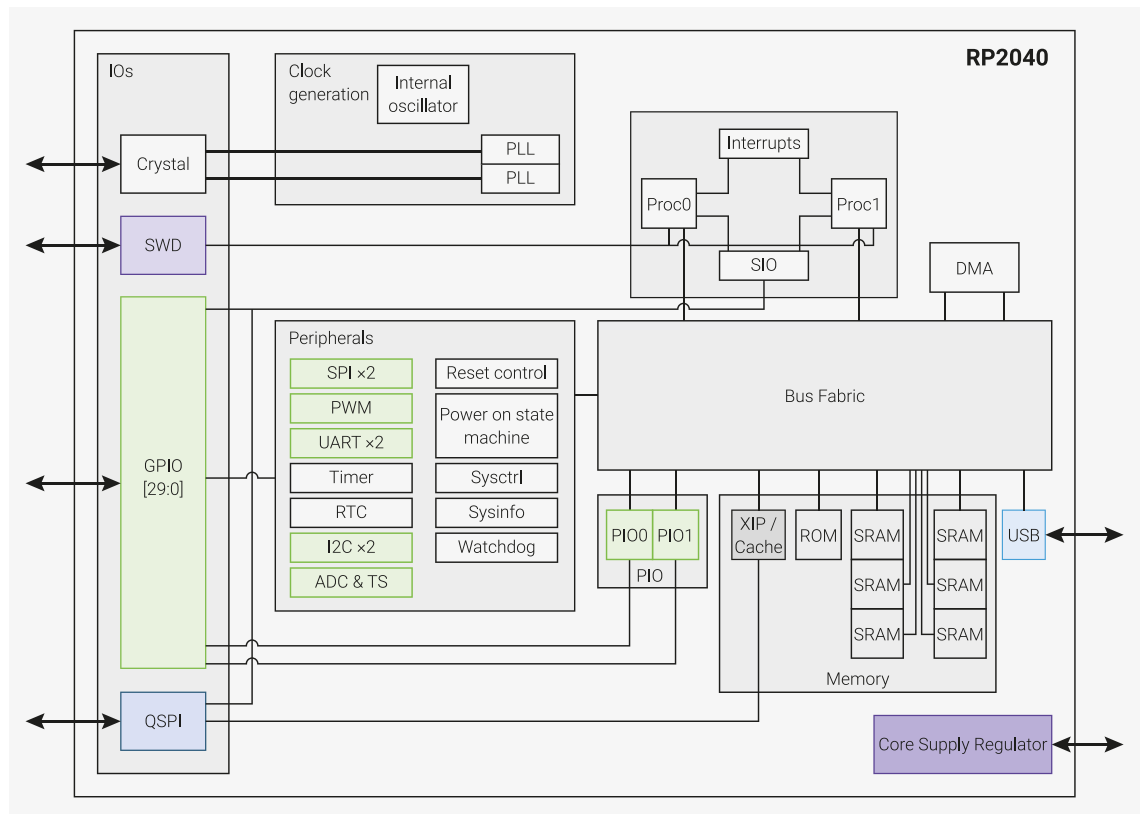 RP2040
IOs
Clock
generation
Internal
oscillator
Crystal
PLL
PLL
Interrupts
Proc0
Proc1
SWD
SIO
DMA
Peripherals
SPI ×2
PWM
UART ×2
Timer
RTC
I2C ×2
ADC & TS
Reset control
Power on state
machine
Sysctrl
Sysinfo
Watchdog
Bus Fabric
GPIO
[29:0]
PIO0
PIO1
PIO
XIP /
Cache
ROM
SRAM
SRAM
SRAM
SRAM
SRAM
SRAM
Memory
USB
QSPI
Core Supply Regulator